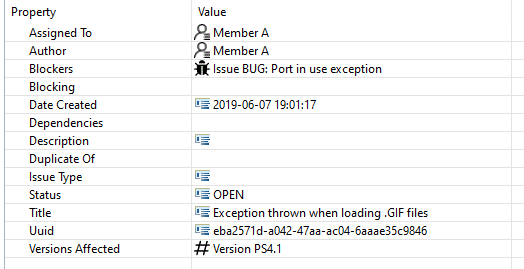 Property Value
Assigned To Member A
Author Member A
Blockers Issue BUG: Port in use exception
Blocking
Date Created 2019-06-07 19:01:17
Dependencies
Description
Duplicate Of
Issue Type
Status OPEN
Title Exception thrown when loading .GIF files
Uuid eba2571d-a042-47aa-ac04-6aaae35c9846
Versions Affected Version PS4.1